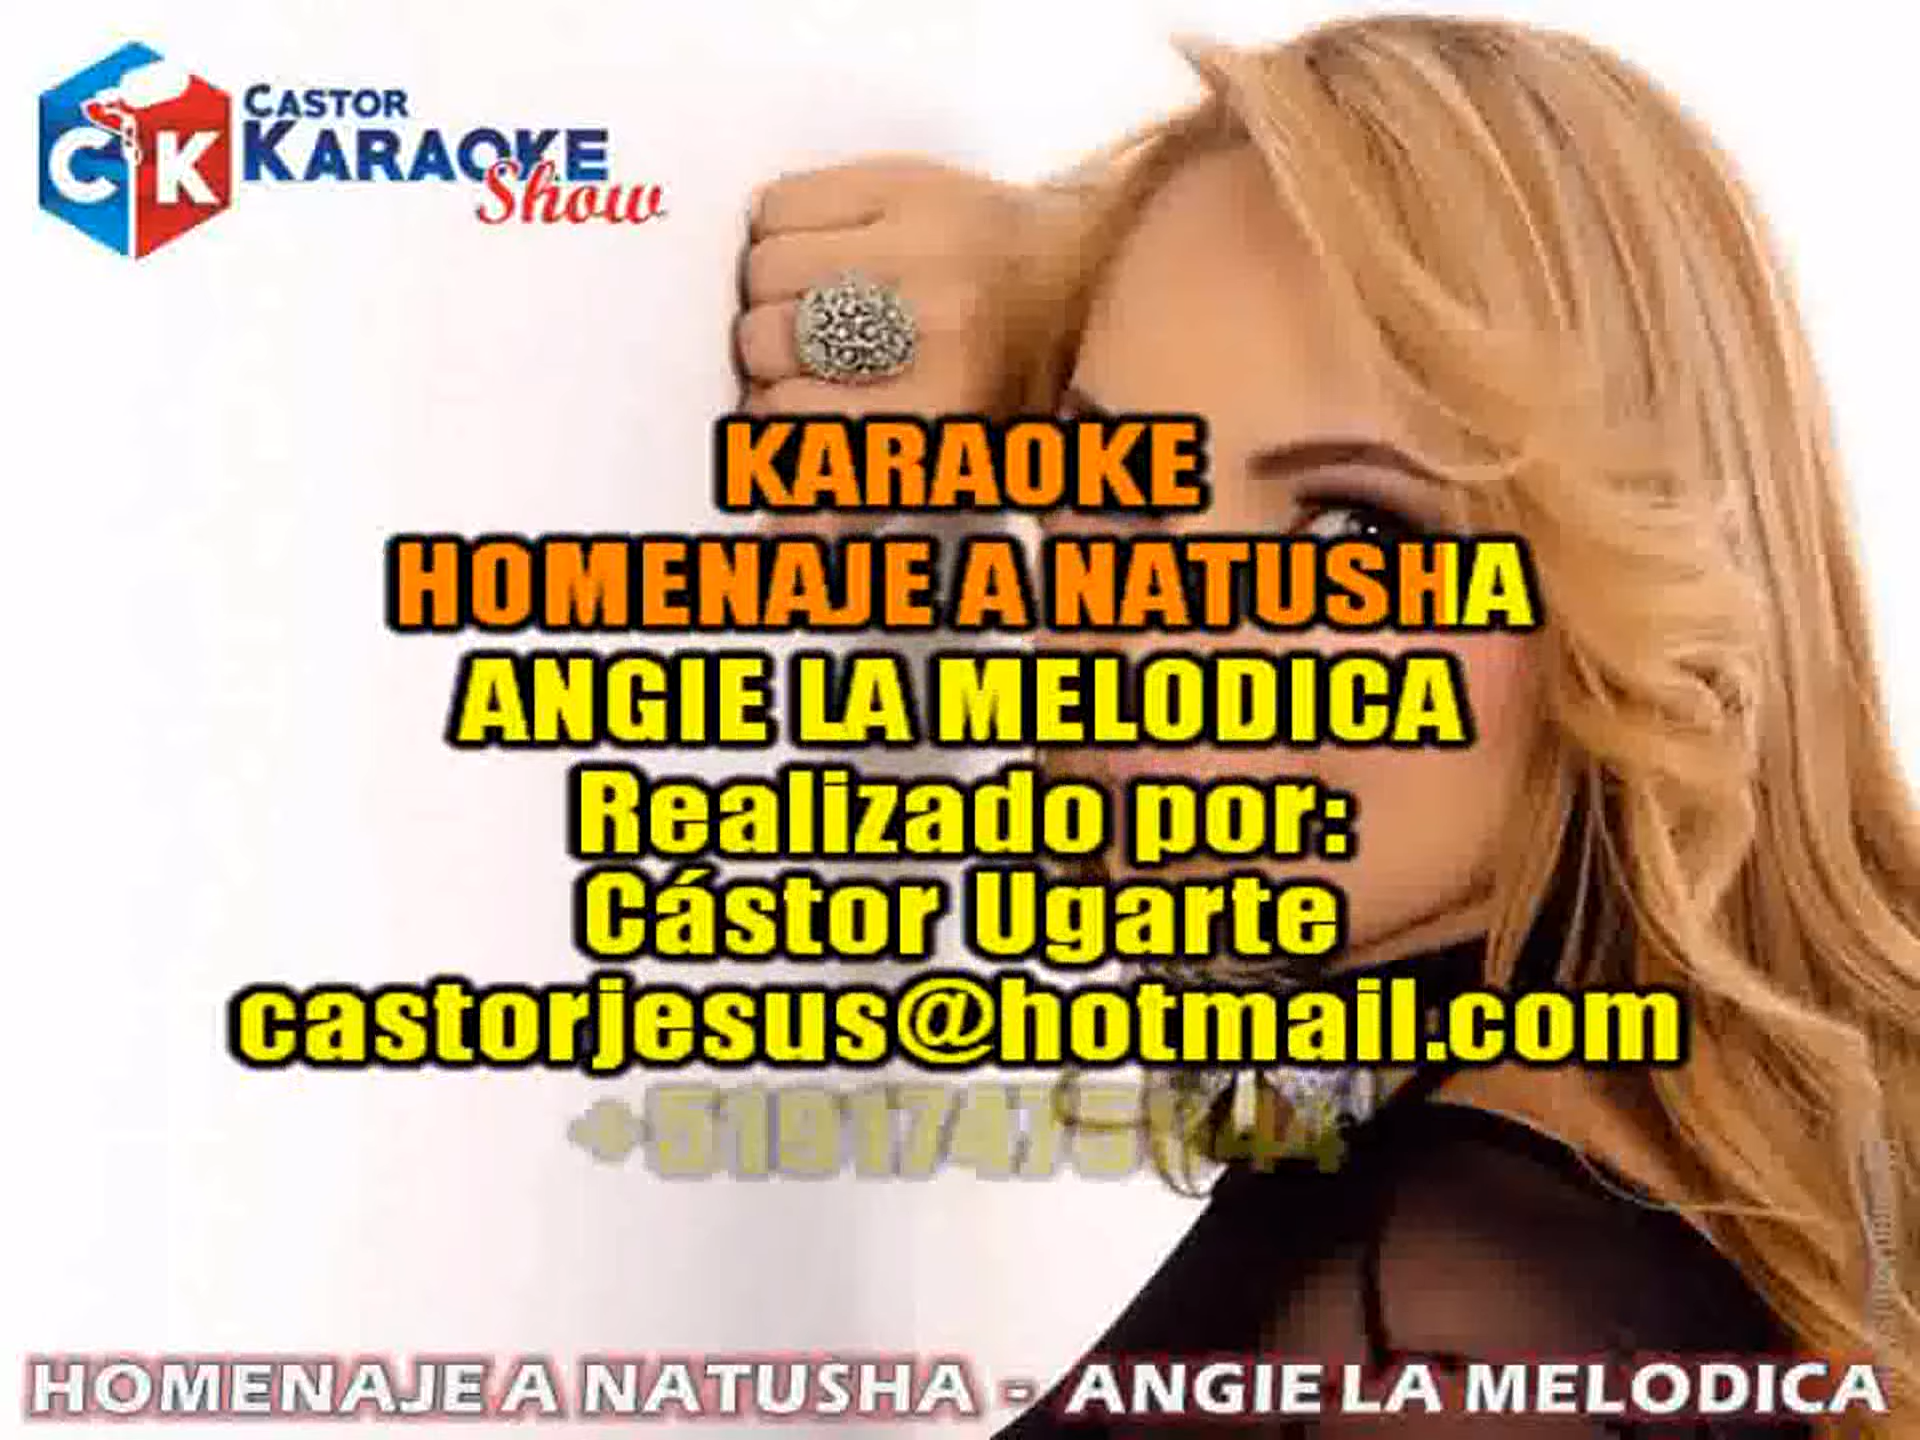 CASTOR
KARAOKE
Show
CK
KARAOKE
HOMENAJE A NATUSHA
ANGIE LA MELODICA
Realizado por:
Cástor Ugarte
castorjesus@hotmail.com
HOMENAJE A NATUSHA - ANGIE LA MELODICA